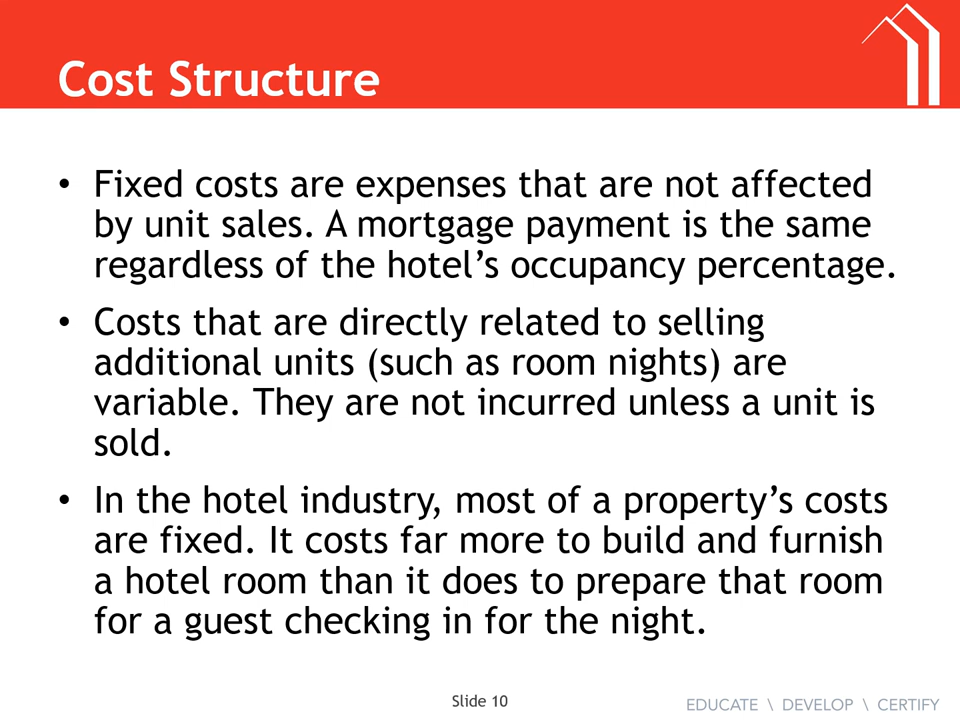 Cost Structure
• Fixed costs are expenses that are not affected
by unit sales. A mortgage payment is the same
regardless of the hotel’s occupancy percentage.
• Costs that are directly related to selling
additional units (such as room nights) are
variable. They are not incurred unless a unit is
sold.
• In the hotel industry, most of a property’s costs
are fixed. It costs far more to build and furnish
a hotel room than it does to prepare that room
for a guest checking in for the night.
Slide 10
EDUCATE \ DEVELOP \ CERTIFY